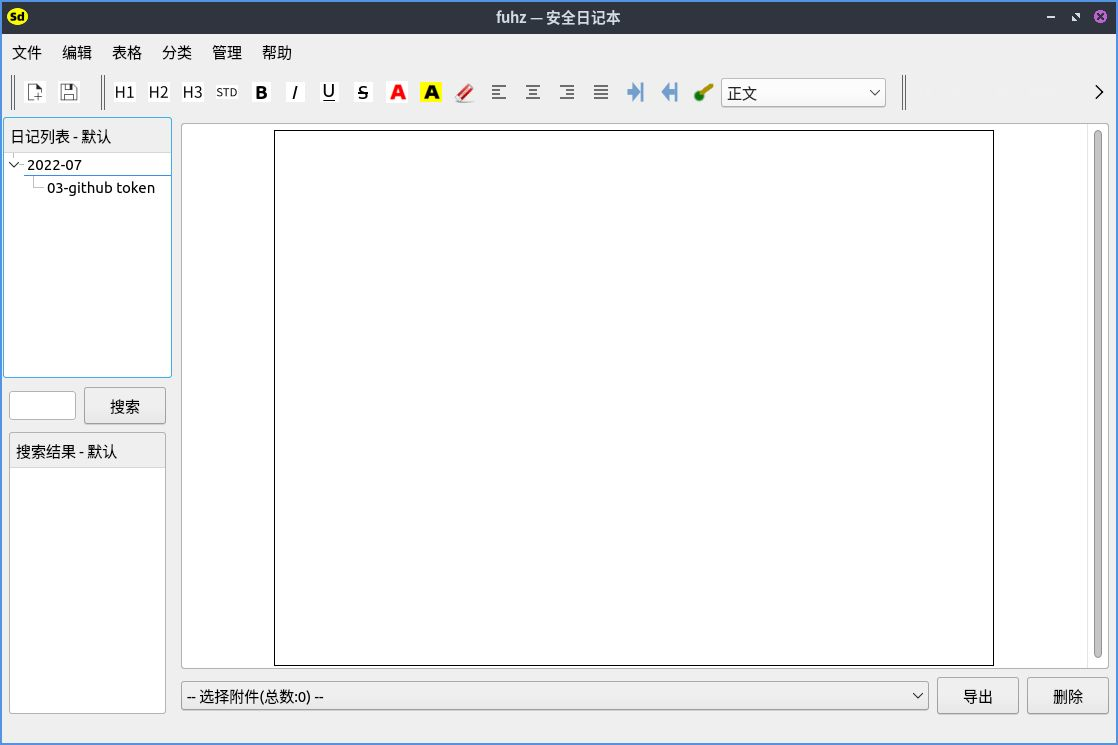 Sd
fuhz — 安全日记本
文件 编辑 表格 分类 管理 帮助
H1 H2 H3 STD B I U S A A 正文
日记列表 - 默认
2022-07
03-github token
搜索
搜索结果 - 默认
-- 选择附件(总数:0) -- 导出 删除